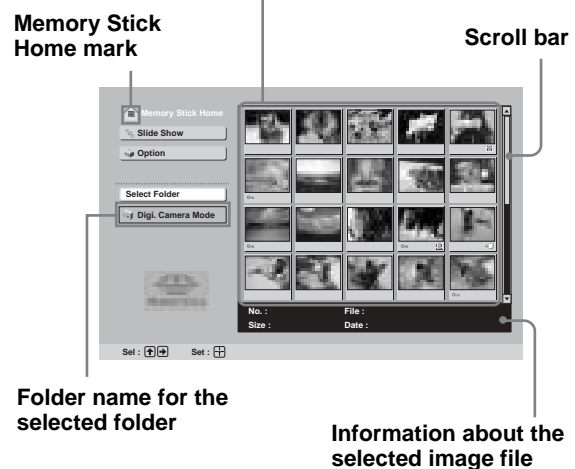 Memory Stick
Home mark
Scroll bar
Memory Stick Home
Slide Show
Option
Select Folder
Digi. Camera Mode
No. : File :
Size : Date :
Sel : Set :
Folder name for the
selected folder
Information about the
selected image file